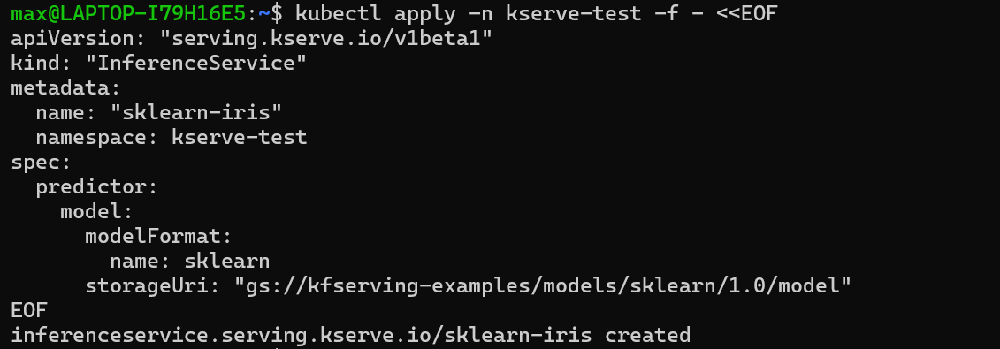 max@LAPTOP-I79H16E5:~$ kubectl apply -n kserve-test -f - <<EOF
apiVersion: "serving.kserve.io/v1beta1"
kind: "InferenceService"
metadata:
  name: "sklearn-iris"
  namespace: kserve-test
spec:
  predictor:
    model:
      modelFormat:
        name: sklearn
      storageUri: "gs://kfserving-examples/models/sklearn/1.0/model"
EOF
inferenceservice.serving.kserve.io/sklearn-iris created